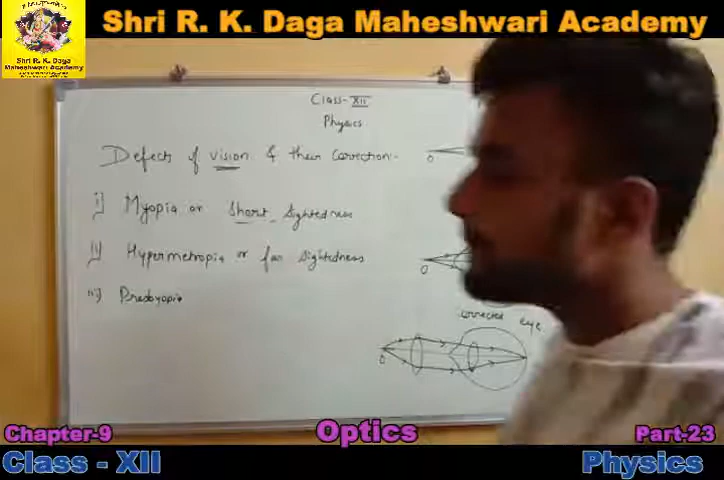 Shri R. K. Daga Maheshwari Academy
Shri R. K. Daga
Maheshwari Academy
Class-XII
Physics
Defects of vision & their correction-
i) Myopia or Short Sightedness
ii) Hypermetropia or far sightedness
iii) Presbyopia
O
O
corrected eye
O
Chapter-9
Optics
Part-23
Class - XII
Physics